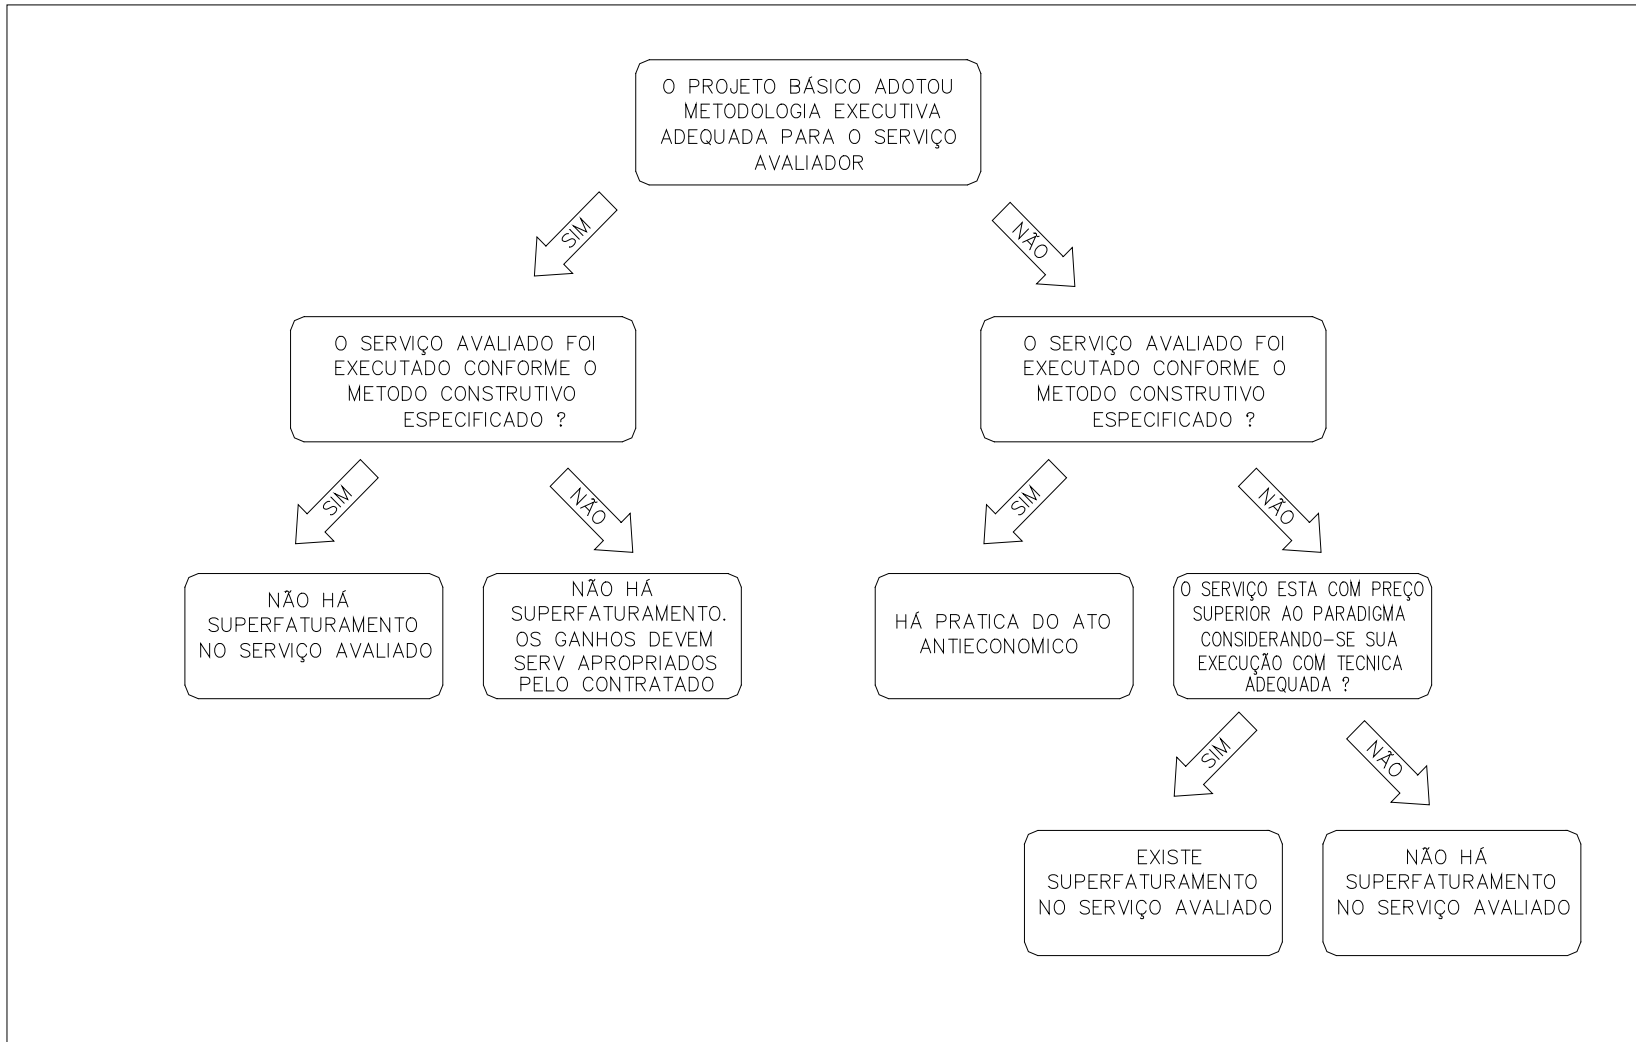 O PROJETO BÁSICO ADOTOU
METODOLOGIA EXECUTIVA
ADEQUADA PARA O SERVIÇO
AVALIADOR
SIM
NÃO
O SERVIÇO AVALIADO FOI
EXECUTADO CONFORME O
METODO CONSTRUTIVO
ESPECIFICADO ?
O SERVIÇO AVALIADO FOI
EXECUTADO CONFORME O
METODO CONSTRUTIVO
ESPECIFICADO ?
SIM
NÃO
SIM
NÃO
NÃO HÁ
SUPERFATURAMENTO
NO SERVIÇO AVALIADO
NÃO HÁ
SUPERFATURAMENTO.
OS GANHOS DEVEM
SERV APROPRIADOS
PELO CONTRATADO
HÁ PRATICA DO ATO
ANTIECONOMICO
O SERVIÇO ESTA COM PREÇO
SUPERIOR AO PARADIGMA
CONSIDERANDO-SE SUA
EXECUÇÃO COM TECNICA
ADEQUADA ?
SIM
NÃO
EXISTE
SUPERFATURAMENTO
NO SERVIÇO AVALIADO
NÃO HÁ
SUPERFATURAMENTO
NO SERVIÇO AVALIADO